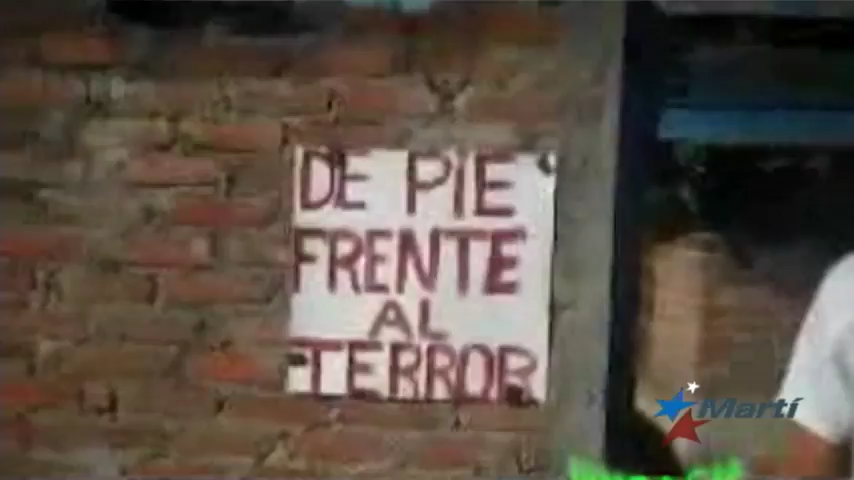 DE PIE
FRENTE
AL
TERROR
Martí